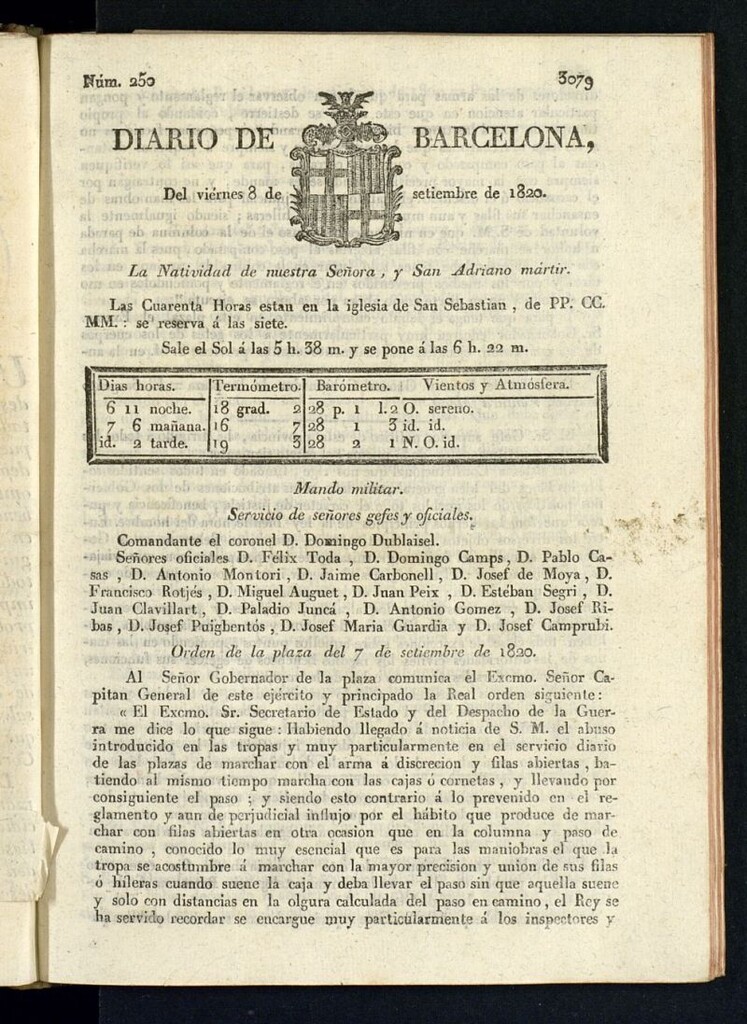 Núm. 250 3079
DIARIO DE BARCELONA,
Del viérnes 8 de setiembre de 1820.
La Natividad de nuestra Señora, y San Adriano mártir.
Las Cuarenta Horas estan en la iglesia de San Sebastian, de PP. CC.
MM.: se reserva á las siete.
Sale el Sol á las 5 h. 38 m. y se pone á las 6 h. 22 m.
Dias horas. Termómetro. Barómetro. Vientos y Atmósfera.
6 11 noche. 18 grad. 2 28 p. 1 l. 2 O. sereno.
7 6 mañana. 16 7 28 1 3 id. id.
id. 2 tarde. 19 3 28 2 1 N. O. id.
Mando militar.
Servicio de señores gefes y oficiales.
Comandante el coronel D. Domingo Dublaisel.
Señores oficiales D. Félix Toda, D. Domingo Camps, D. Pablo Ca-
sas, D. Antonio Montori, D. Jaime Carbonell, D. Josef de Moya, D.
Francisco Rotjés, D. Miguel Auguet, D. Juan Peix, D. Estéban Segri, D.
Juan Clavillart, D. Paladio Juncá, D. Antonio Gomez, D. Josef Ri-
bas, D. Josef Puigbentós, D. Josef Maria Guardia y D. Josef Camprubi.
Orden de la plaza del 7 de setiembre de 1820.
Al Señor Gobernador de la plaza comunica el Excmo. Señor Ca-
pitan General de este ejército y principado la Real orden siguiente:
« El Excmo. Sr. Secretario de Estado y del Despacho de la Guer-
ra me dice lo que sigue: Habiendo llegado á noticia de S. M. el abuso
introducido en las tropas y muy particularmente en el servicio diario
de las plazas de marchar con el arma á discrecion y filas abiertas, ba-
tiendo al mismo tiempo marcha con las cajas ó cornetas, y llevando por
consiguiente el paso; y siendo esto contrario á lo prevenido en el re-
glamento y aun de perjudicial influjo por el hábito que produce de mar-
char con filas abiertas en otra ocasion que en la columna y paso de
camino, conocido lo muy esencial que es para las maniobras el que la
tropa se acostumbre á marchar con la mayor precision y union de sus filas
ó hileras cuando suene la caja y deba llevar el paso sin que aquella suene
y solo con distancias en la olgura calculada del paso en camino, el Rey se
ha servido recordar se encargue muy particularmente á los inspectores y